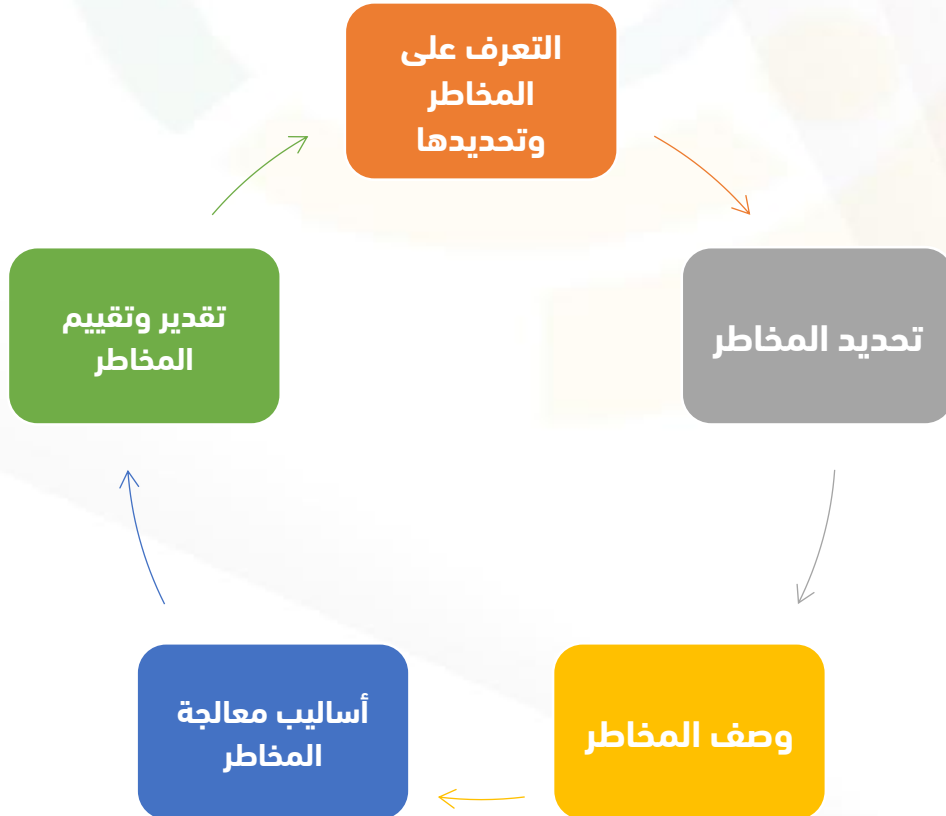 التعرف على
المخاطر
وتحديدها
تحديد المخاطر
وصف المخاطر
أساليب معالجة
المخاطر
تقدير وتقييم
المخاطر